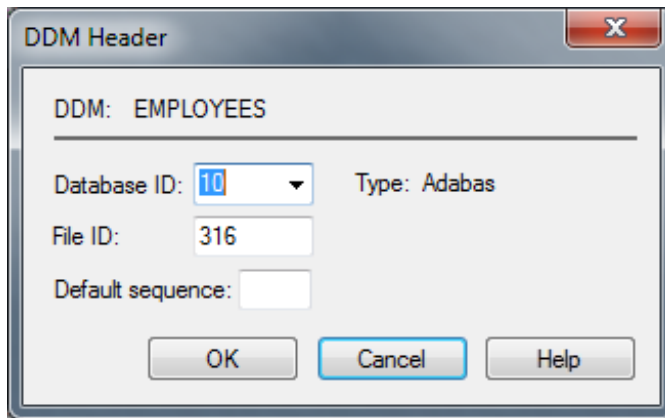 DDM Header
DDM: EMPLOYEES
Database ID: 10 Type: Adabas
File ID: 316
Default sequence:
OK Cancel Help